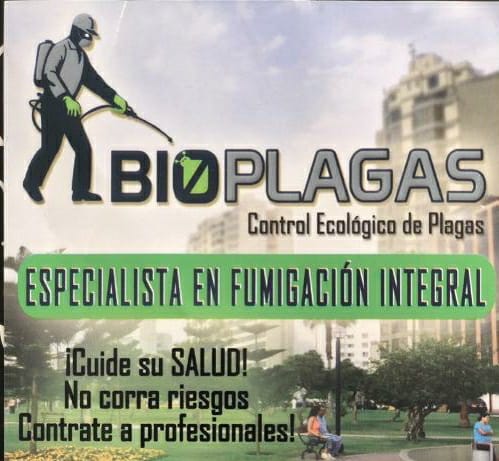 BIOPLAGAS
Control Ecológico de Plagas
ESPECIALISTA EN FUMIGACIÓN INTEGRAL
¡Cuide su SALUD!
No corra riesgos
Contrate a profesionales!